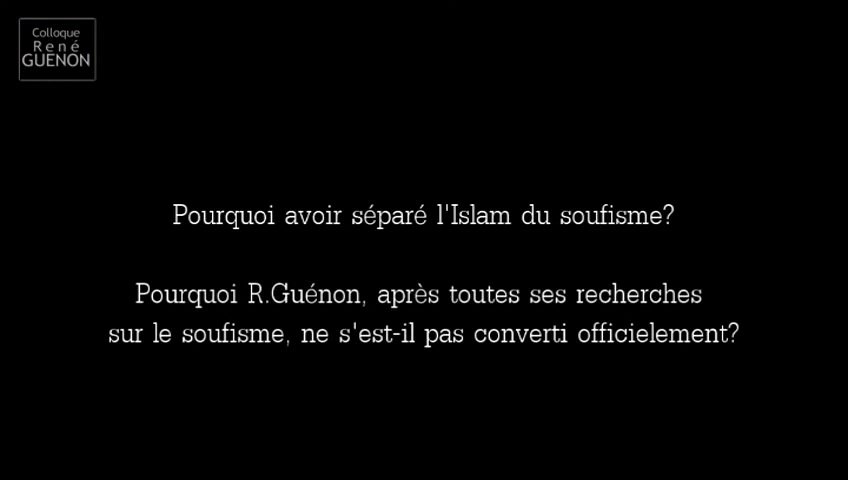 Colloque
René
GUENON
Pourquoi avoir séparé l'Islam du soufisme?
Pourquoi R.Guénon, après toutes ses recherches
sur le soufisme, ne s'est-il pas converti officielement?